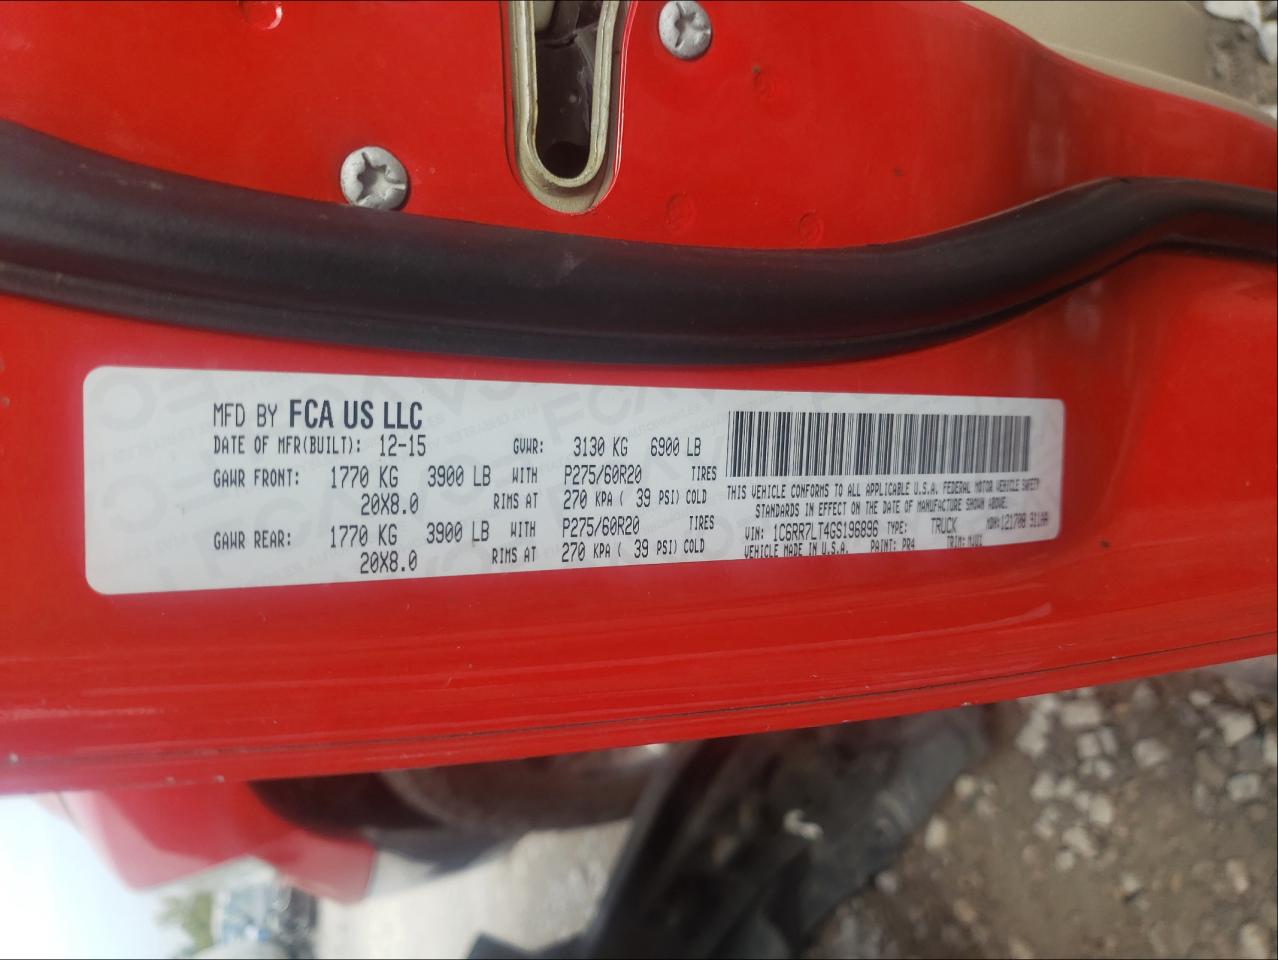 MFD BY FCA US LLC
DATE OF MFR(BUILT): 12-15 GVWR: 3130 KG 6900 LB
GAWR FRONT: 1770 KG 3900 LB WITH P275/60R20 TIRES
20X8.0 RIMS AT 270 KPA ( 39 PSI) COLD
GAWR REAR: 1770 KG 3900 LB WITH P275/60R20 TIRES
20X8.0 RIMS AT 270 KPA ( 39 PSI) COLD
THIS VEHICLE CONFORMS TO ALL APPLICABLE U.S.A. FEDERAL MOTOR VEHICLE SAFETY
STANDARDS IN EFFECT ON THE DATE OF MANUFACTURE SHOWN ABOVE.
VIN: 1C6RR7LT4GS196896 TYPE: TRUCK MDH: 121708 911AA
VEHICLE MADE IN U.S.A. PAINT: PR4 TRIM: